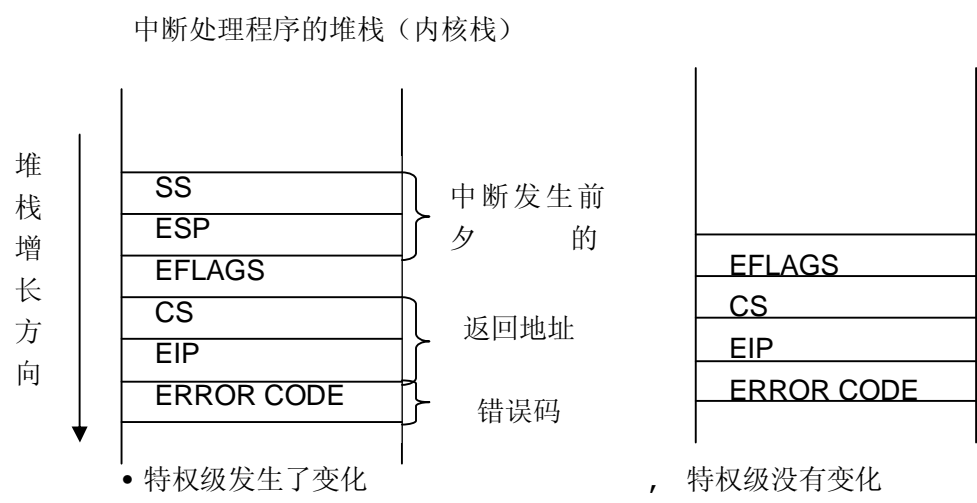 中断处理程序的堆栈（内核栈）
堆栈增长方向
SS
ESP
EFLAGS
CS
EIP
ERROR CODE
中断发生前
夕 的
返回地址
错误码
• 特权级发生了变化
EFLAGS
CS
EIP
ERROR CODE
, 特权级没有变化